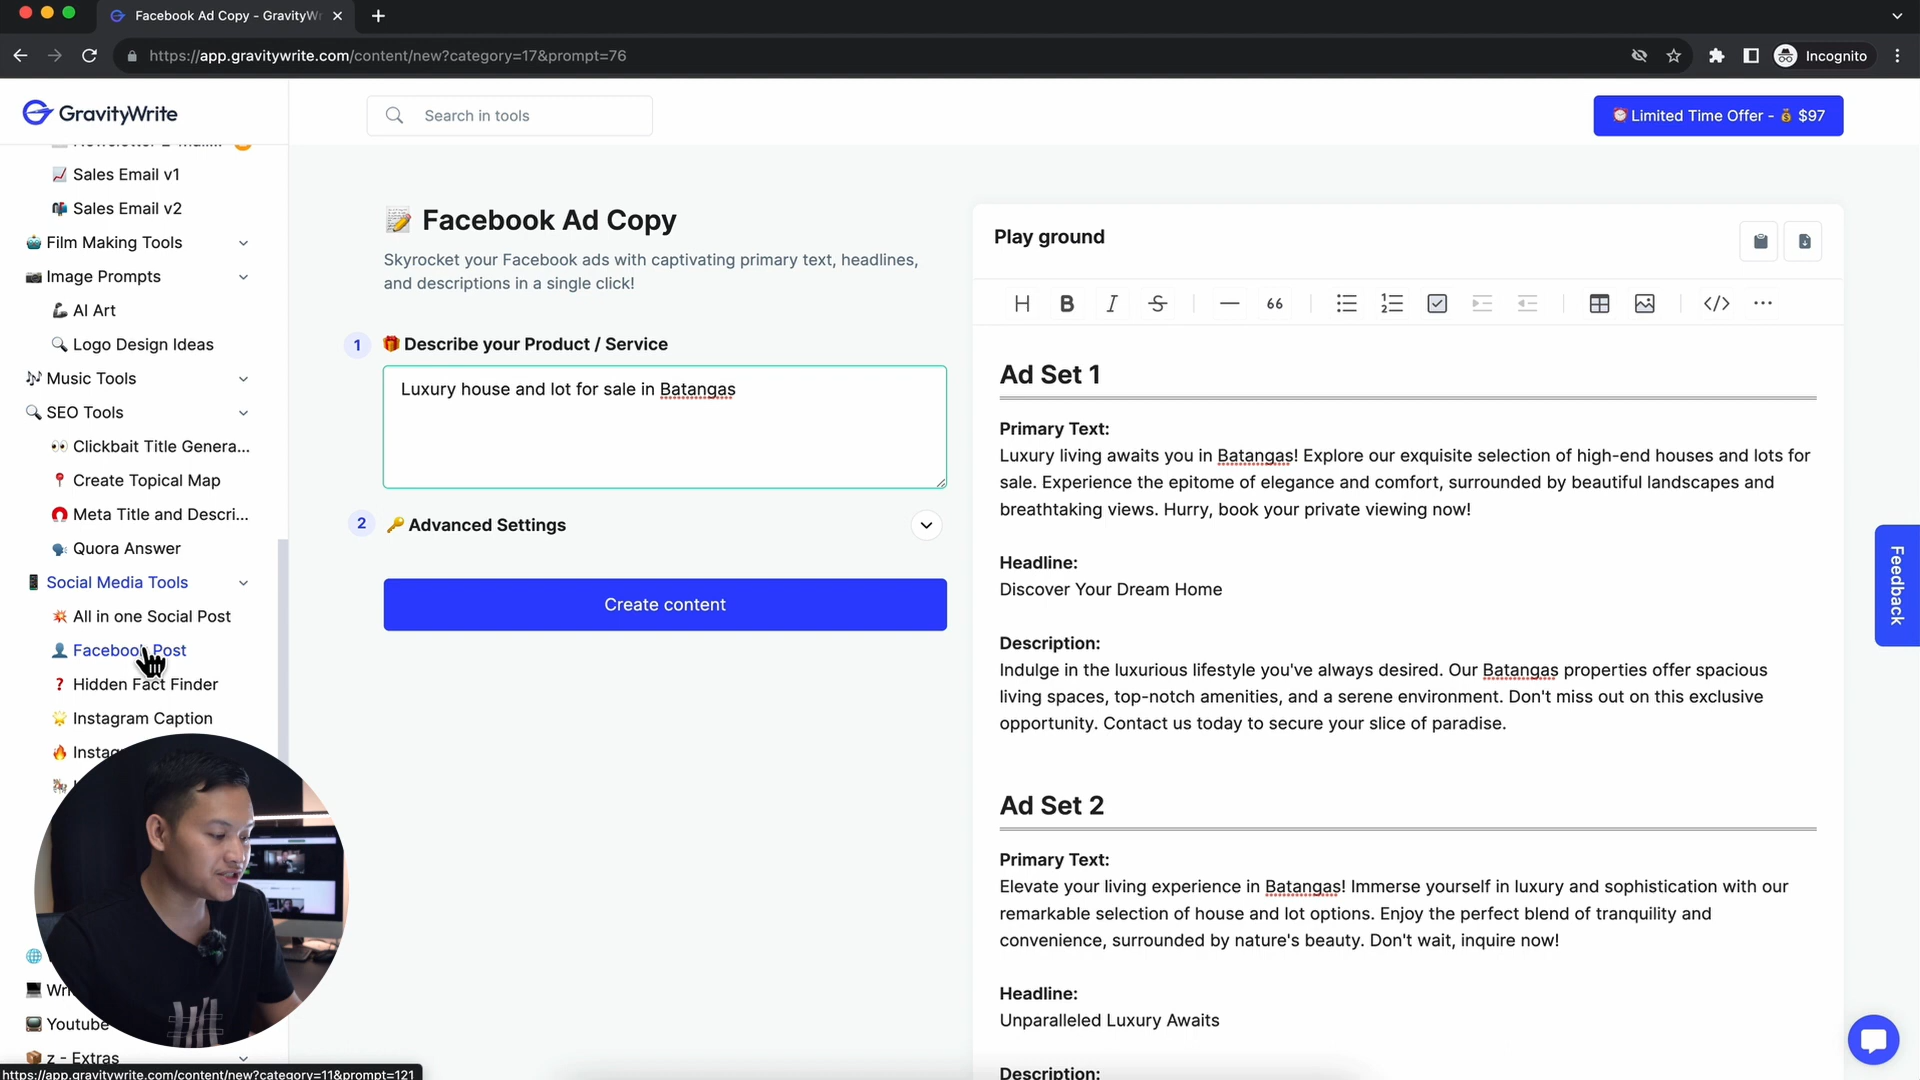 Facebook Ad Copy - GravityWr
https://app.gravitywrite.com/content/new?category=17&prompt=76
Incognito
GravityWrite
Search in tools
Limited Time Offer - $97
Sales Email v1
Sales Email v2
Film Making Tools
Image Prompts
AI Art
Logo Design Ideas
Music Tools
SEO Tools
Clickbait Title Genera...
Create Topical Map
Meta Title and Descri...
Quora Answer
Social Media Tools
All in one Social Post
Facebook Post
Hidden Fact Finder
Instagram Caption
Insta
Wri
Youtube
z - Extras
https://app.gravitywrite.com/content/new?category=11&prompt=121
Facebook Ad Copy
Skyrocket your Facebook ads with captivating primary text, headlines,
and descriptions in a single click!
1 Describe your Product / Service
Luxury house and lot for sale in Batangas
2 Advanced Settings
Create content
Play ground
H B I S 66 </>
Ad Set 1
Primary Text:
Luxury living awaits you in Batangas! Explore our exquisite selection of high-end houses and lots for
sale. Experience the epitome of elegance and comfort, surrounded by beautiful landscapes and
breathtaking views. Hurry, book your private viewing now!
Headline:
Discover Your Dream Home
Description:
Indulge in the luxurious lifestyle you've always desired. Our Batangas properties offer spacious
living spaces, top-notch amenities, and a serene environment. Don't miss out on this exclusive
opportunity. Contact us today to secure your slice of paradise.
Ad Set 2
Primary Text:
Elevate your living experience in Batangas! Immerse yourself in luxury and sophistication with our
remarkable selection of house and lot options. Enjoy the perfect blend of tranquility and
convenience, surrounded by nature's beauty. Don't wait, inquire now!
Headline:
Unparalleled Luxury Awaits
Description:
Feedback